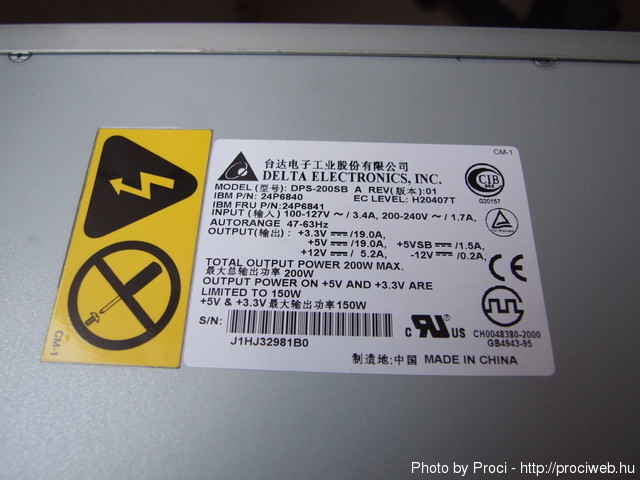 CM-1
台达电子工业股份有限公司
DELTA ELECTRONICS, INC.
MODEL (型号): DPS-200SB A REV(版本):01
IBM P/N: 24P6840 EC LEVEL: H20407T
IBM FRU P/N:24P6841
INPUT (输入) 100-127V ～ / 3.4A, 200-240V ～ / 1.7A,
AUTORANGE 47-63Hz
OUTPUT(输出): +3.3V ⎓ /19.0A,
+5V ⎓ /19.0A, +5VSB ⎓ /1.5A,
+12V ⎓ / 5.2A, -12V ⎓ /0.2A,
TOTAL OUTPUT POWER 200W MAX.
最大总输出功率 200W
OUTPUT POWER ON +5V AND +3.3V ARE
LIMITED TO 150W
+5V & +3.3V 最大输出功率150W
S/N:
J1HJ32981B0
CJB
G20157
CE
CH0048380-2000
GB4943-95
C UR US
制造地: 中国 MADE IN CHINA
CM-1
Photo by Proci - http://prociweb.hu